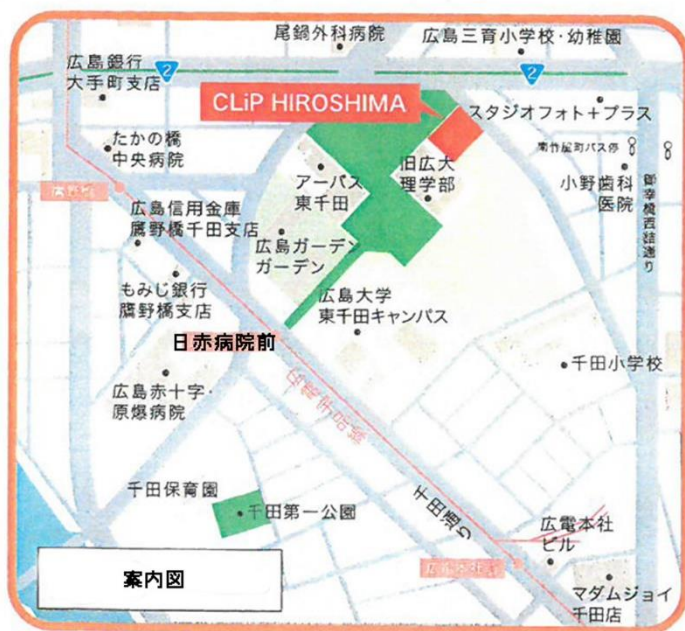 尾鍋外科病院
広島三育小学校・幼稚園
広島銀行
大手町支店
2
2
CLiP HIROSHIMA
スタジオフォト+プラス
たかの橋
中央病院
アーバス
東千田
旧広大
理学部
南竹屋町バス停
小野歯科
医院
御幸橋西詰通り
広島信用金庫
鷹野橋千田支店
広島ガーデン
ガーデン
もみじ銀行
鷹野橋支店
広島大学
東千田キャンパス
日赤病院前
千田小学校
広島赤十字・
原爆病院
千田保育園
千田第一公園
千田通り
広電本社
ビル
広電本社前
マダムジョイ
千田店
案内図